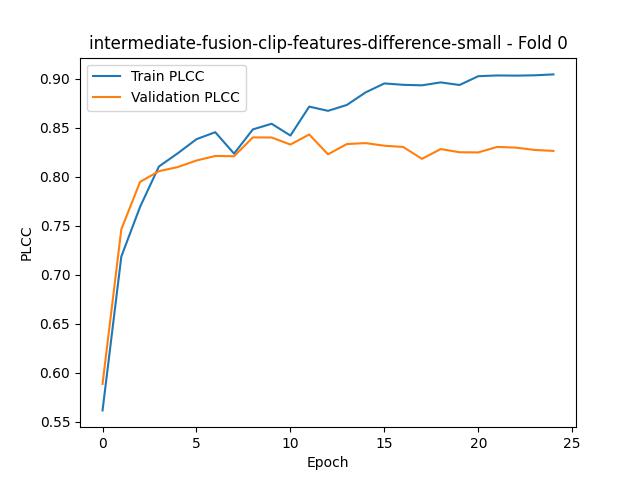 intermediate-fusion-clip-features-difference-small - Fold 0
Train PLCC
Validation PLCC
0.90
0.85
0.80
0.75
0.70
0.65
0.60
0.55
PLCC
0 5 10 15 20 25
Epoch